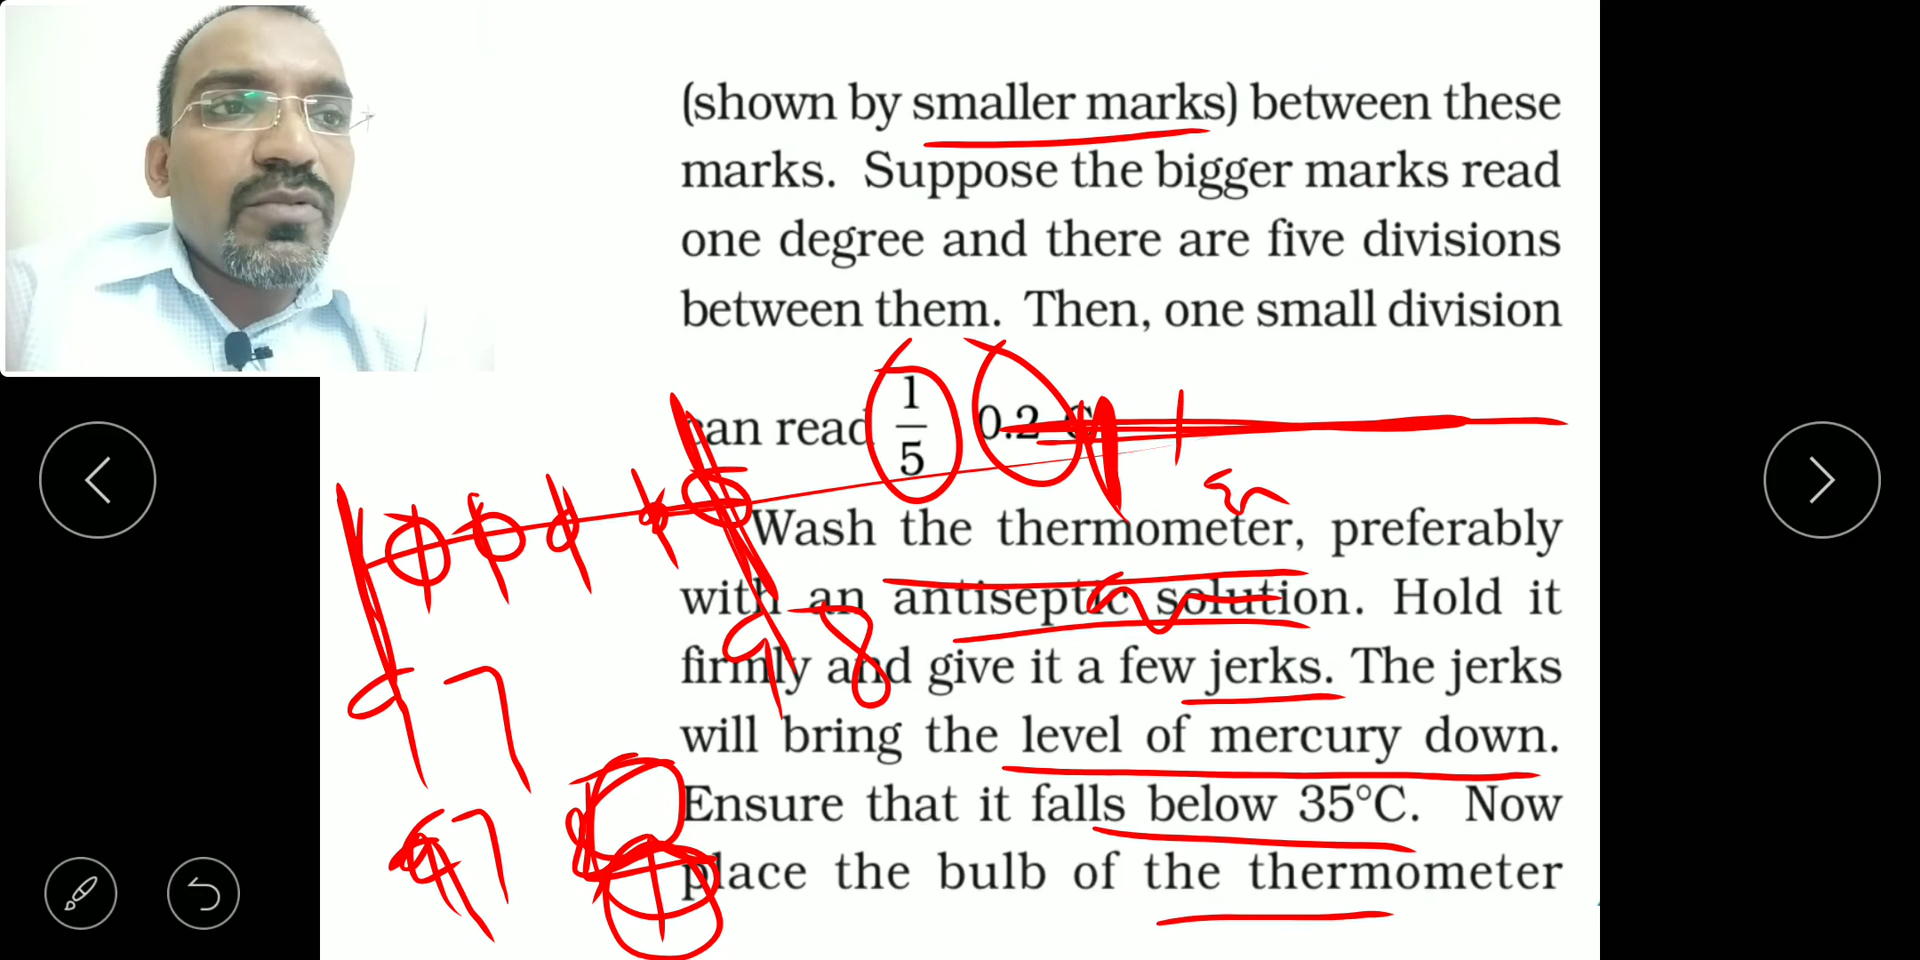 (shown by smaller marks) between these
marks. Suppose the bigger marks read
one degree and there are five divisions
between them. Then, one small division
can read 1/5 0.2
Wash the thermometer, preferably
with an antiseptic solution. Hold it
firmly and give it a few jerks. The jerks
will bring the level of mercury down.
Ensure that it falls below 35°C. Now
place the bulb of the thermometer
97
98
97